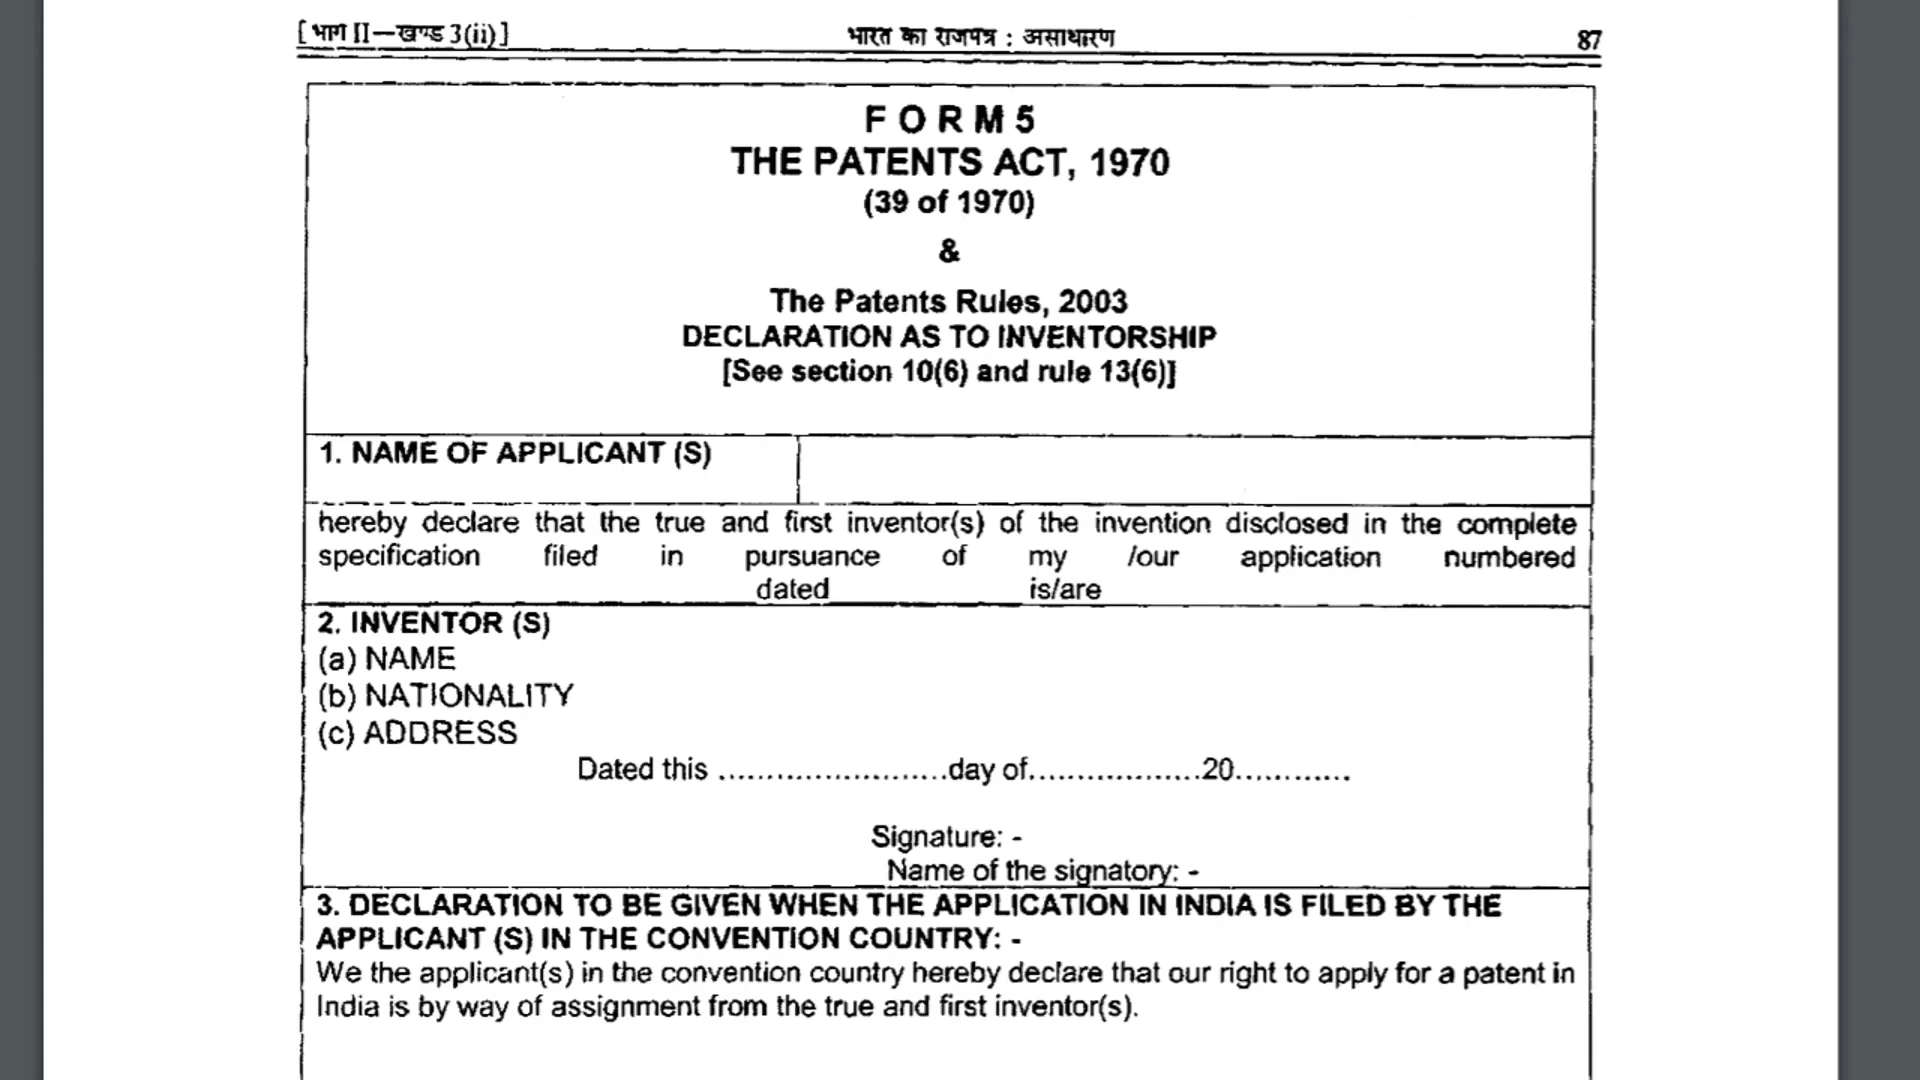 [ भाग II—खण्ड 3(ii) ]
भारत का राजपत्र : असाधारण
87
F O R M 5
THE PATENTS ACT, 1970
(39 of 1970)
&
The Patents Rules, 2003
DECLARATION AS TO INVENTORSHIP
[See section 10(6) and rule 13(6)]
1. NAME OF APPLICANT (S)
hereby declare that the true and first inventor(s) of the invention disclosed in the complete
specification filed in pursuance of my /our application numbered
dated is/are
2. INVENTOR (S)
(a) NAME
(b) NATIONALITY
(c) ADDRESS
Dated this .......................day of..................20............
Signature: -
Name of the signatory: -
3. DECLARATION TO BE GIVEN WHEN THE APPLICATION IN INDIA IS FILED BY THE
APPLICANT (S) IN THE CONVENTION COUNTRY: -
We the applicant(s) in the convention country hereby declare that our right to apply for a patent in
India is by way of assignment from the true and first inventor(s).